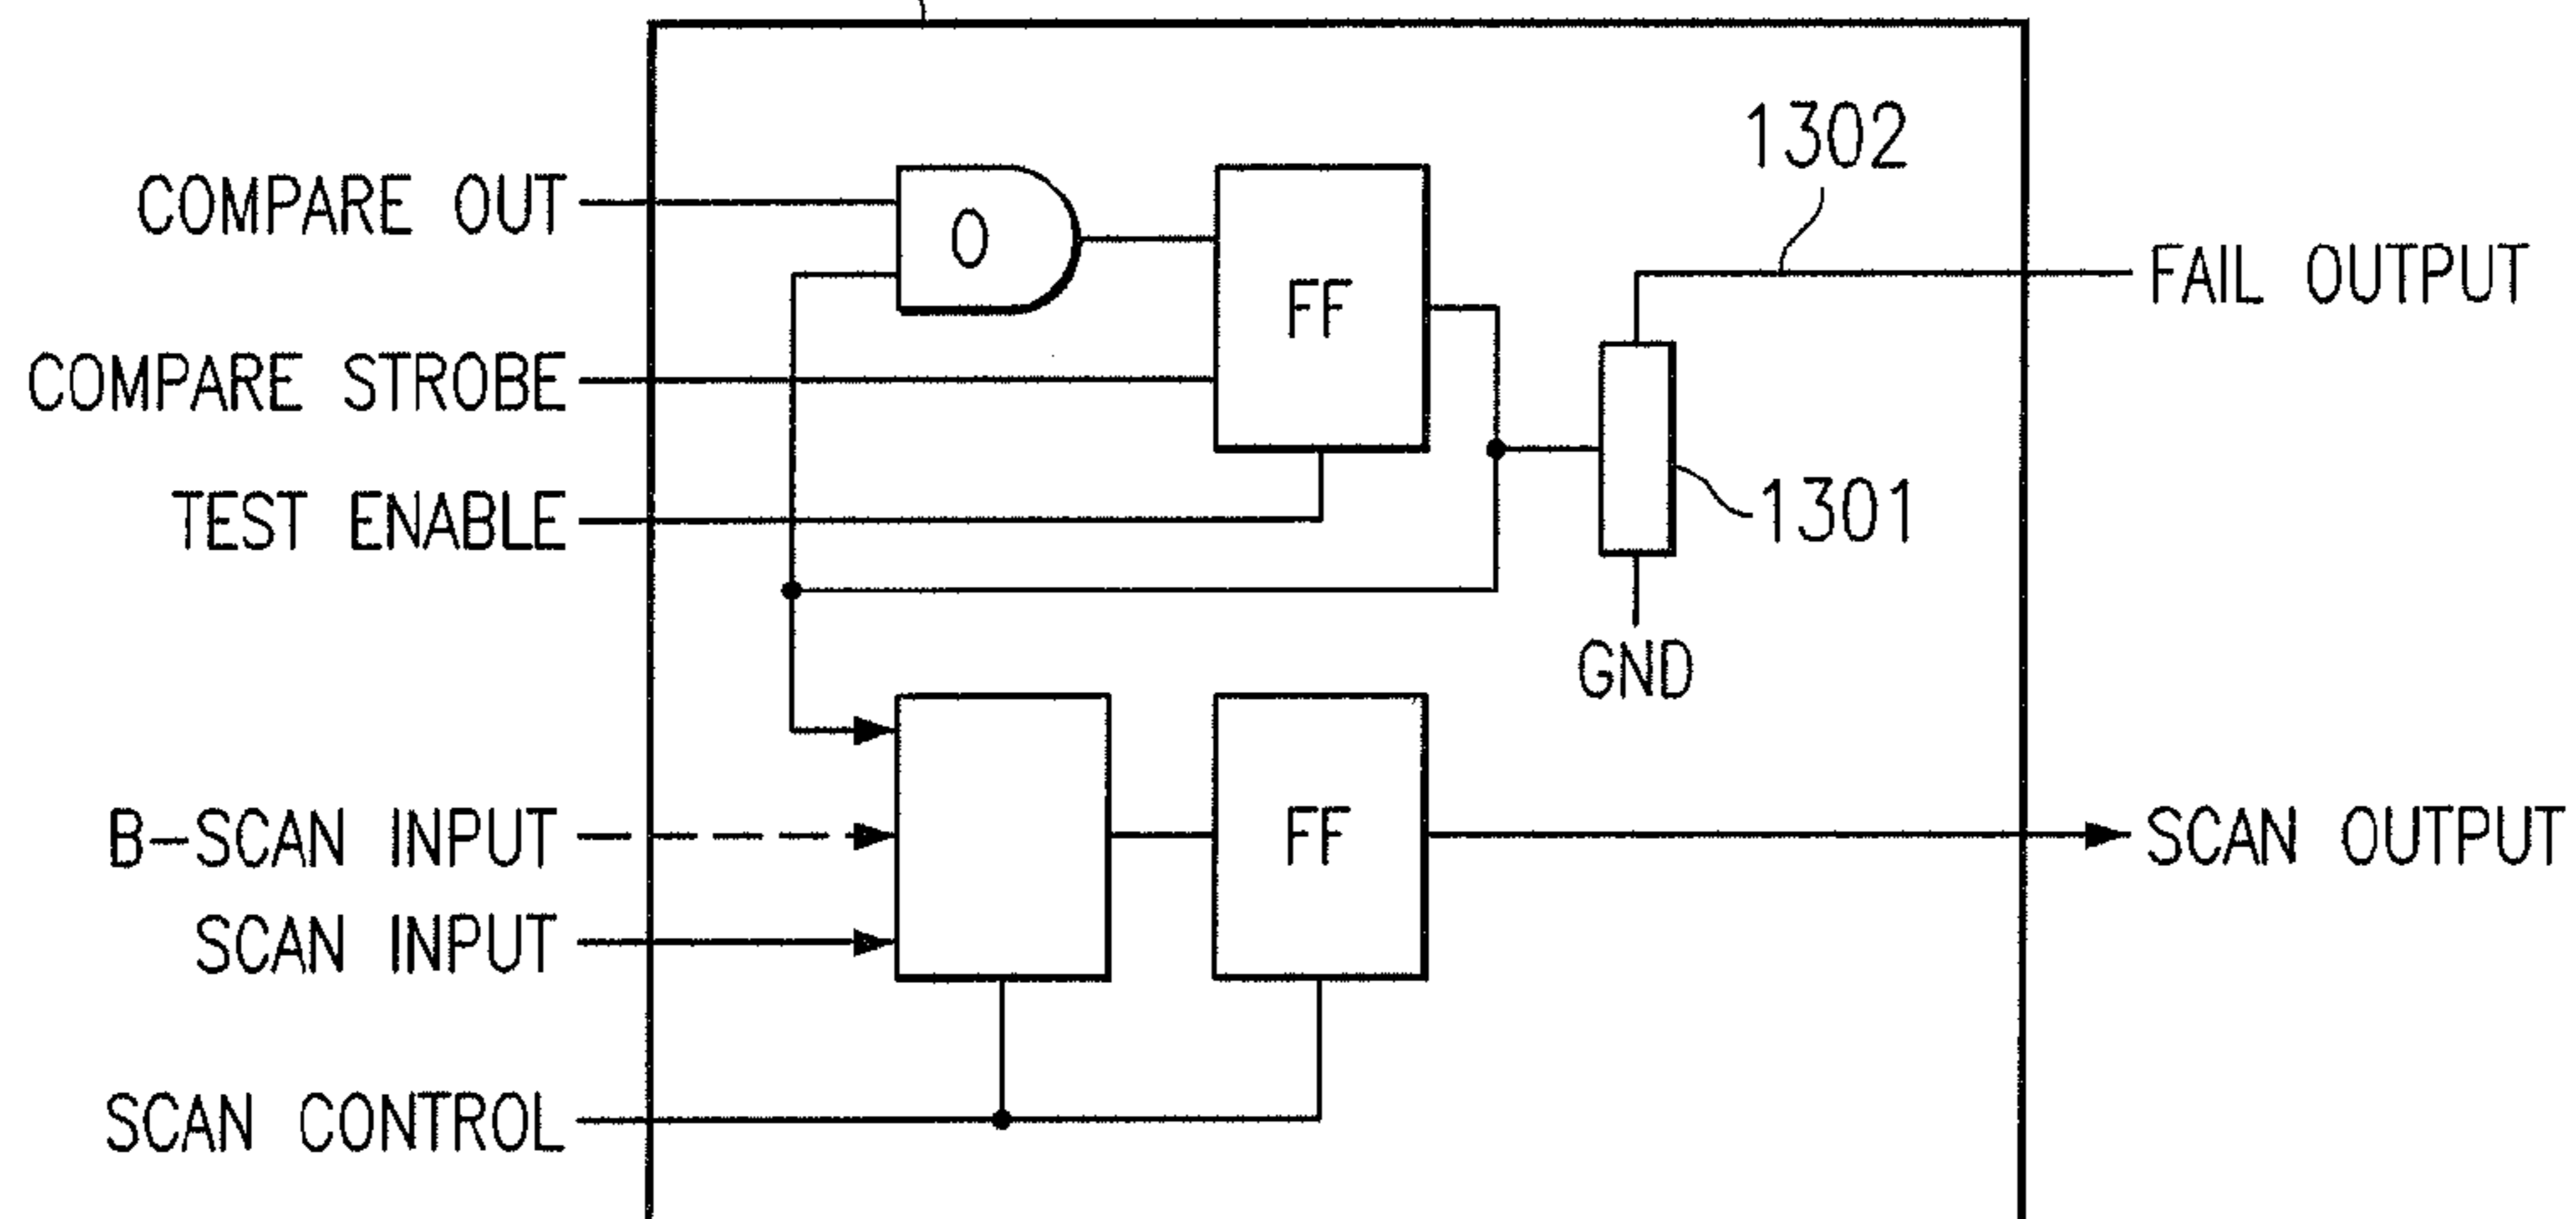 COMPARE OUT
O
FF
1302
FAIL OUTPUT
COMPARE STROBE
TEST ENABLE
1301
GND
B-SCAN INPUT
FF
SCAN OUTPUT
SCAN INPUT
SCAN CONTROL